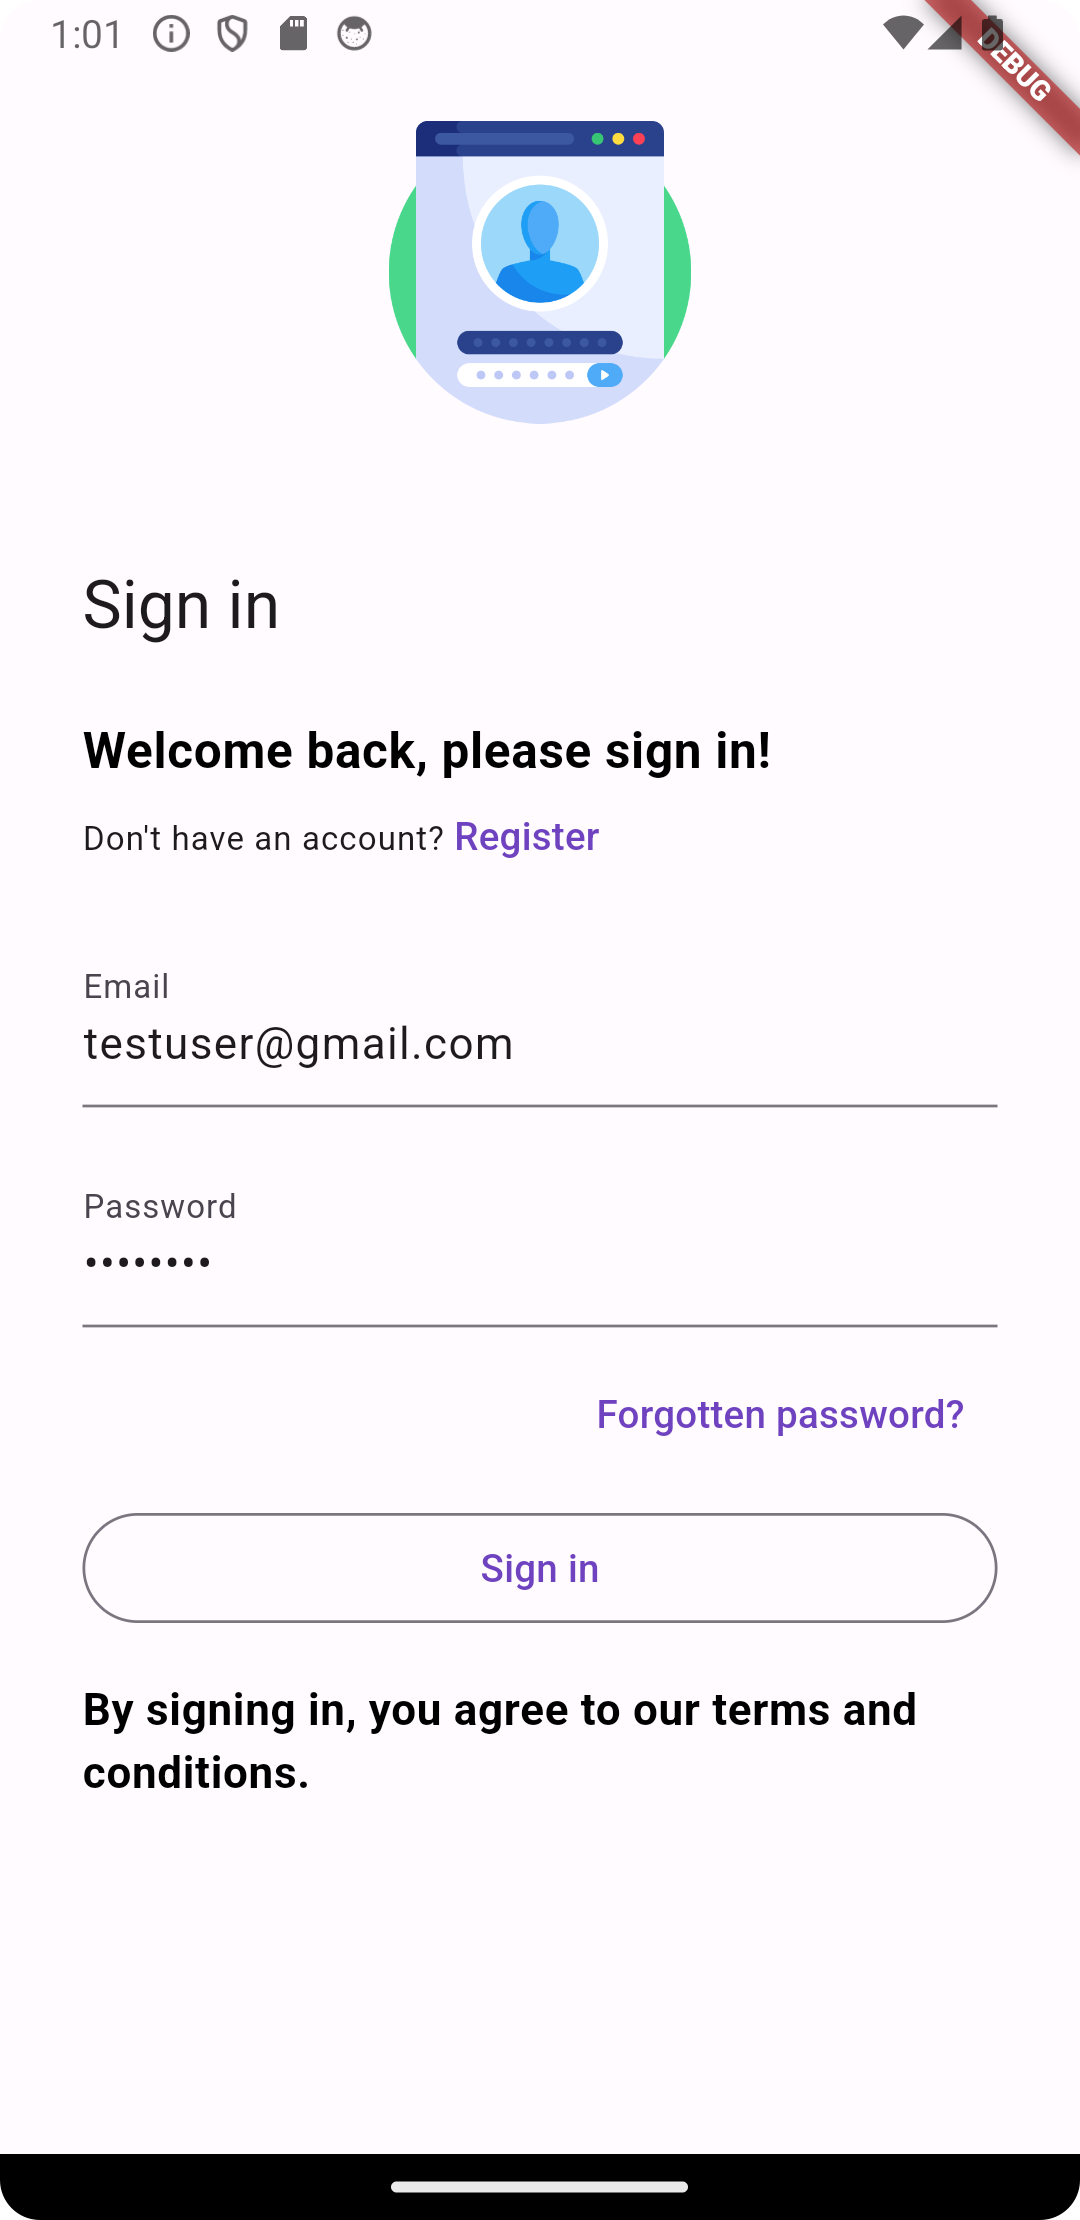 1:01
DEBUG
Sign in
Welcome back, please sign in!
Don't have an account? Register
Email
testuser@gmail.com
Password
••••••••
Forgotten password?
Sign in
By signing in, you agree to our terms and
conditions.